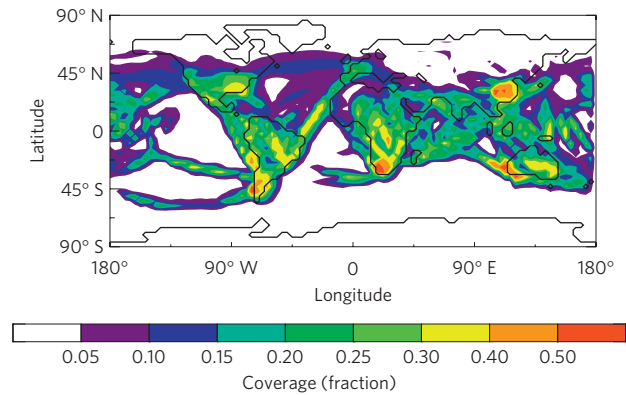 90° N
45° N
0
45° S
90° S
Latitude
180° 90° W 0 90° E 180°
Longitude
0.05 0.10 0.15 0.20 0.25 0.30 0.40 0.50
Coverage (fraction)